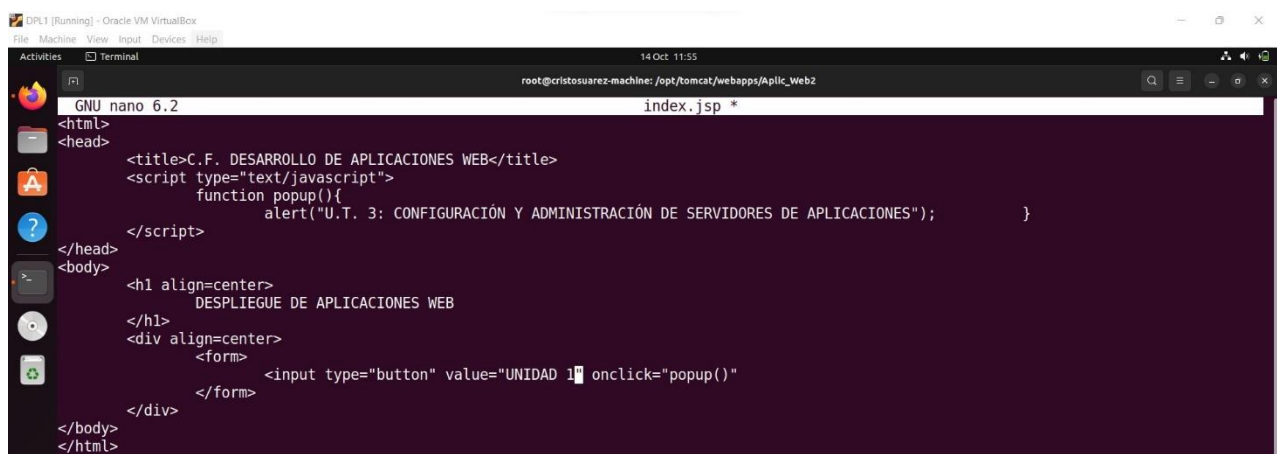 DPL1 [Running] - Oracle VM VirtualBox
File Machine View Input Devices Help
Activities Terminal 14 Oct 11:55
root@cristosuarez-machine: /opt/tomcat/webapps/Aplic_Web2
GNU nano 6.2 index.jsp *
<html>
<head>
<title>C.F. DESARROLLO DE APLICACIONES WEB</title>
<script type="text/javascript">
function popup(){
alert("U.T. 3: CONFIGURACIÓN Y ADMINISTRACIÓN DE SERVIDORES DE APLICACIONES"); }
</script>
</head>
<body>
<h1 align=center>
DESPLIEGUE DE APLICACIONES WEB
</h1>
<div align=center>
<form>
<input type="button" value="UNIDAD 1" onclick="popup()"
</form>
</div>
</body>
</html>